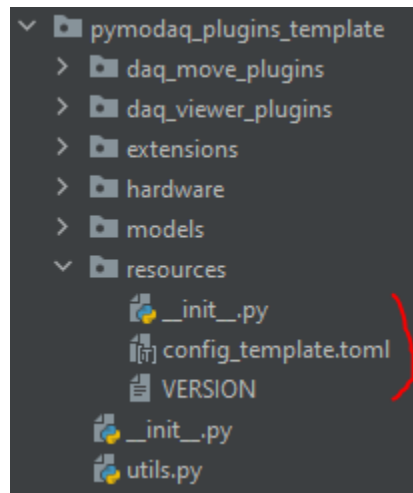 pymodaq_plugins_template
daq_move_plugins
daq_viewer_plugins
extensions
hardware
models
resources
__init__.py
config_template.toml
VERSION
__init__.py
utils.py